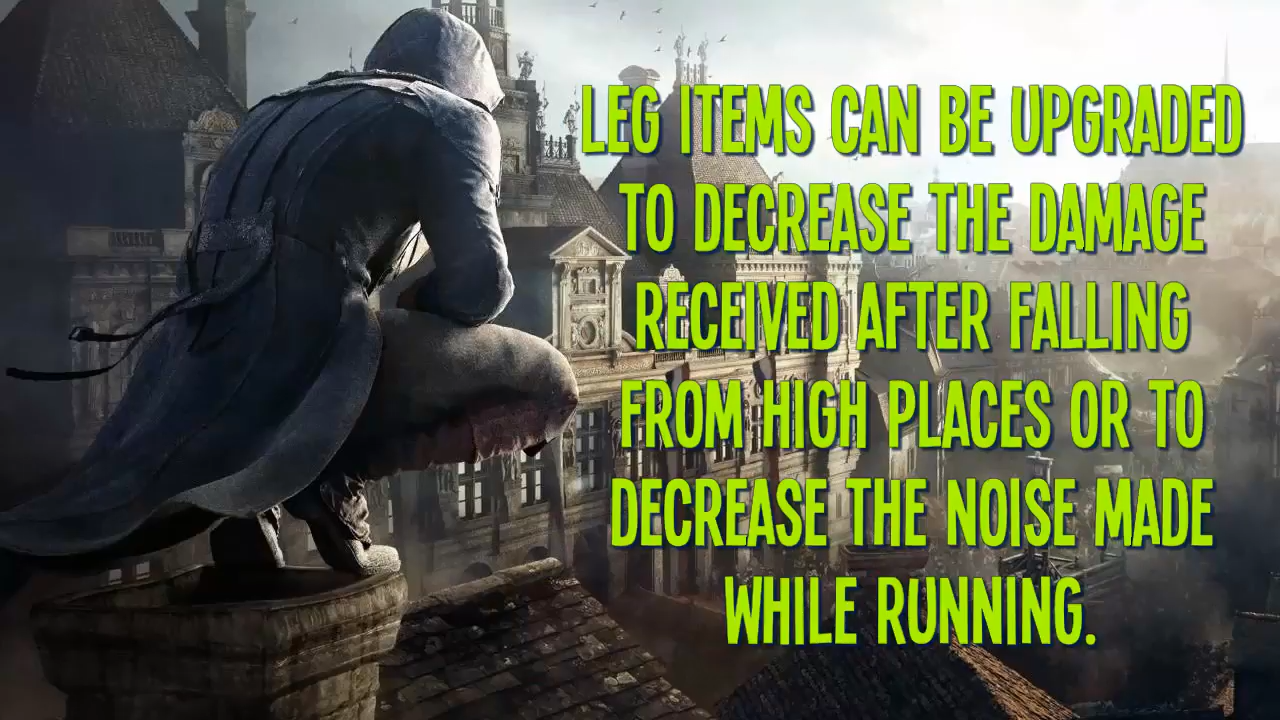 LEG ITEMS CAN BE UPGRADED
TO DECREASE THE DAMAGE
RECEIVED AFTER FALLING
FROM HIGH PLACES OR TO
DECREASE THE NOISE MADE
WHILE RUNNING.